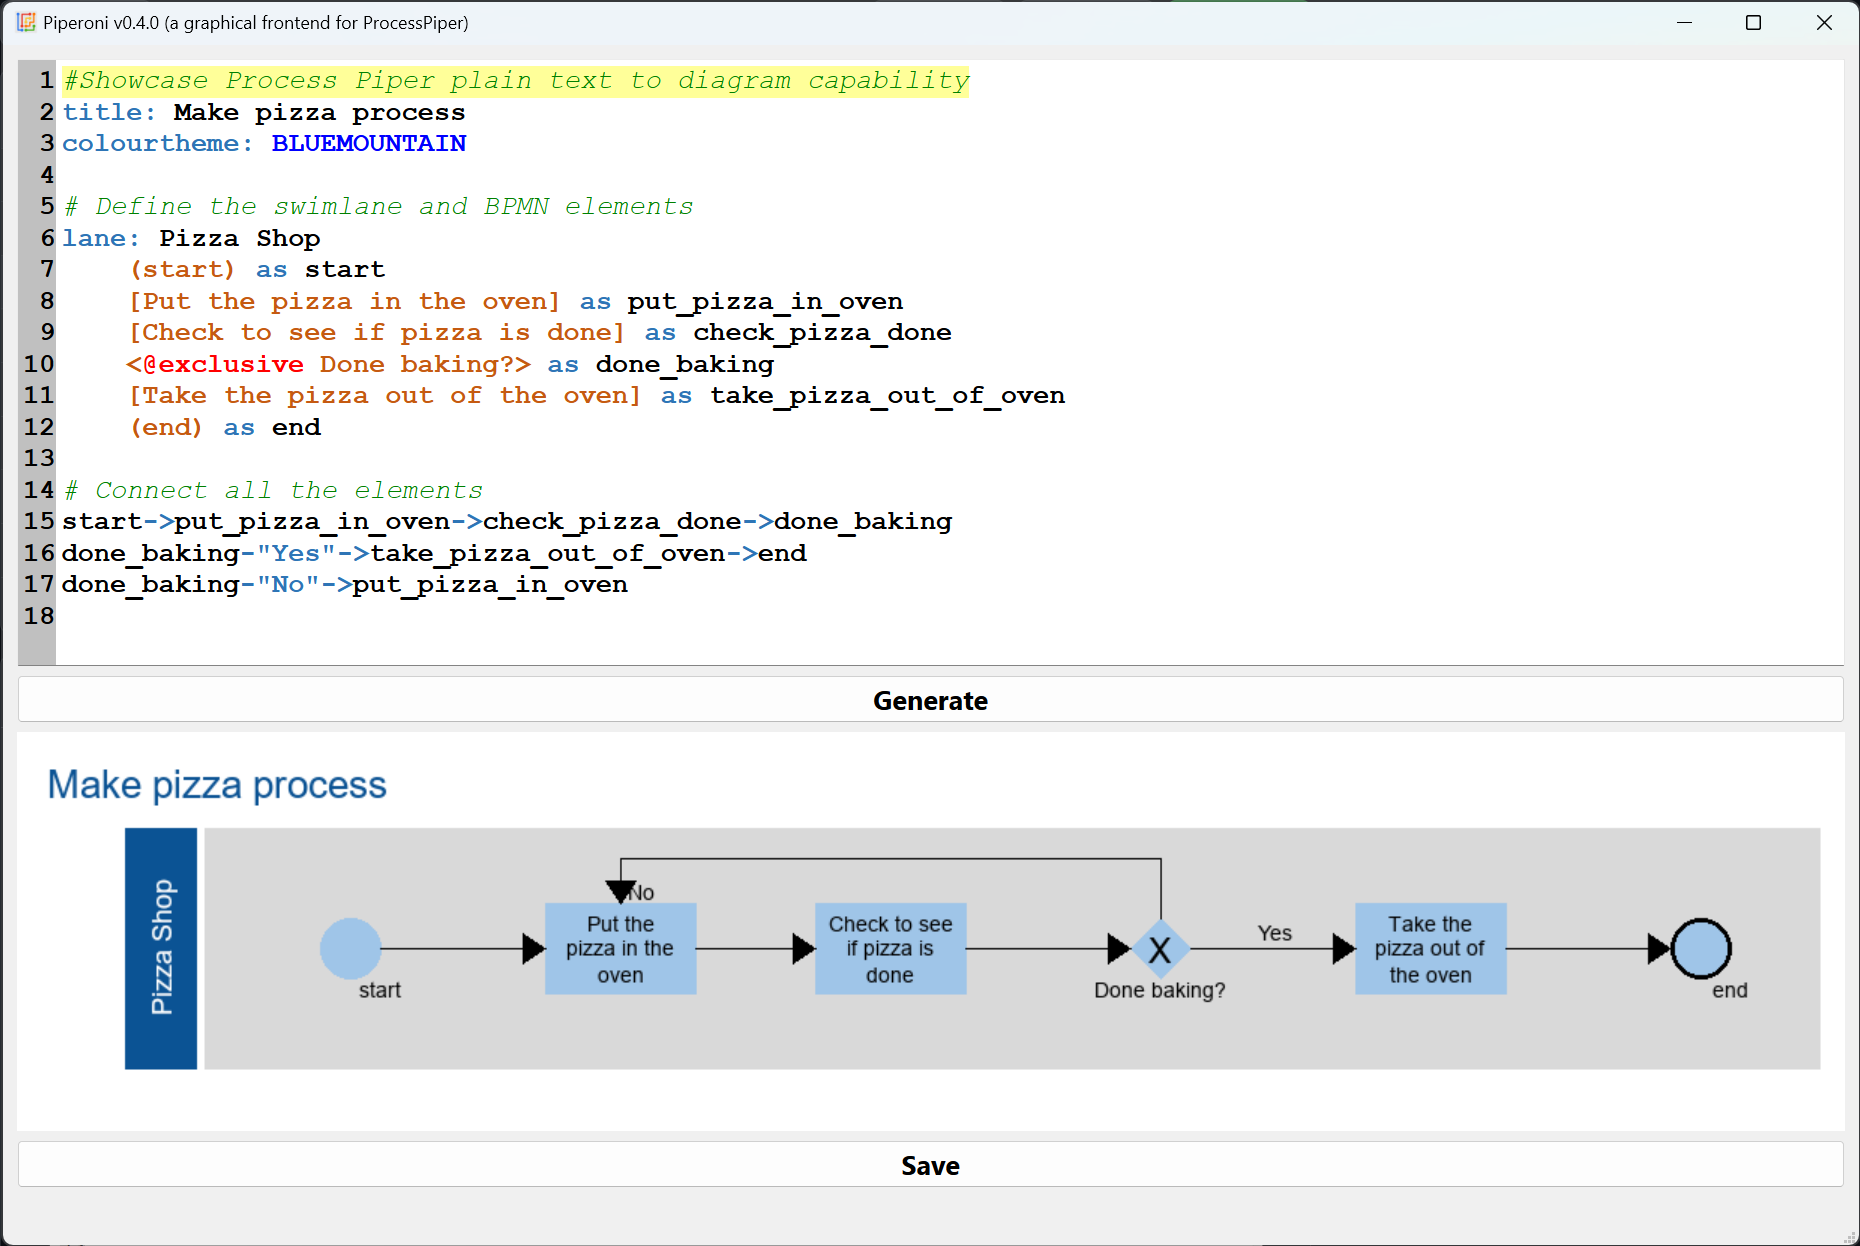 Piperoni v0.4.0 (a graphical frontend for ProcessPiper)
1 #Showcase Process Piper plain text to diagram capability
2 title: Make pizza process
3 colourtheme: BLUEMOUNTAIN
4
5 # Define the swimlane and BPMN elements
6 lane: Pizza Shop
7     (start) as start
8     [Put the pizza in the oven] as put_pizza_in_oven
9     [Check to see if pizza is done] as check_pizza_done
10     <@exclusive Done baking?> as done_baking
11     [Take the pizza out of the oven] as take_pizza_out_of_oven
12     (end) as end
13
14 # Connect all the elements
15 start->put_pizza_in_oven->check_pizza_done->done_baking
16 done_baking-"Yes"->take_pizza_out_of_oven->end
17 done_baking-"No"->put_pizza_in_oven
18
Generate
Make pizza process
Pizza Shop
start
No
Put the
pizza in the
oven
Check to see
if pizza is
done
X
Done baking?
Yes
Take the
pizza out of
the oven
end
Save